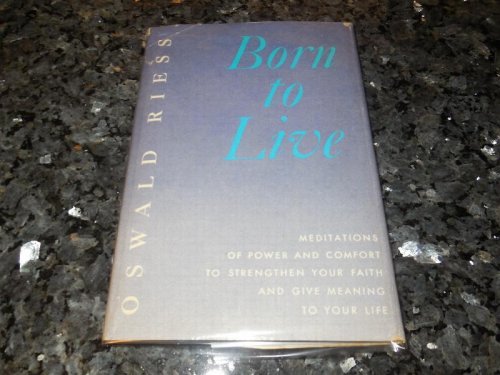 OSWALD RIESS
Born
to
Live
MEDITATIONS
OF POWER AND COMFORT
TO STRENGTHEN YOUR FAITH
AND GIVE MEANING
TO YOUR LIFE